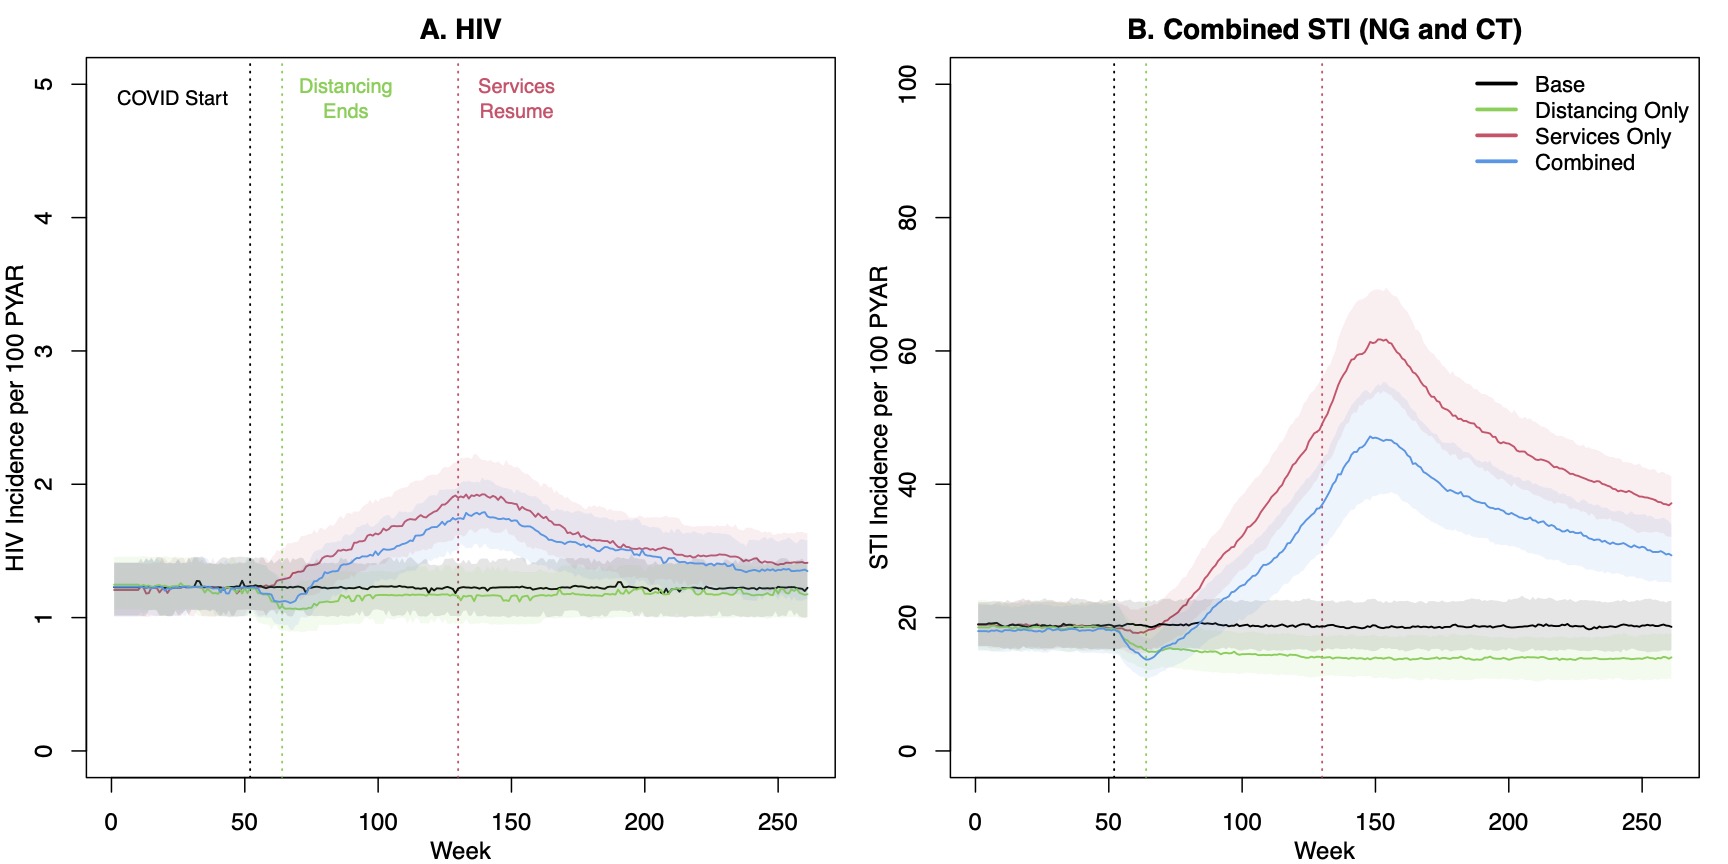 A. HIV
COVID Start
Distancing
Ends
Services
Resume
HIV Incidence per 100 PYAR
5
4
3
2
1
0
0 50 100 150 200 250
Week
B. Combined STI (NG and CT)
Base
Distancing Only
Services Only
Combined
STI Incidence per 100 PYAR
100
80
60
40
20
0
0 50 100 150 200 250
Week